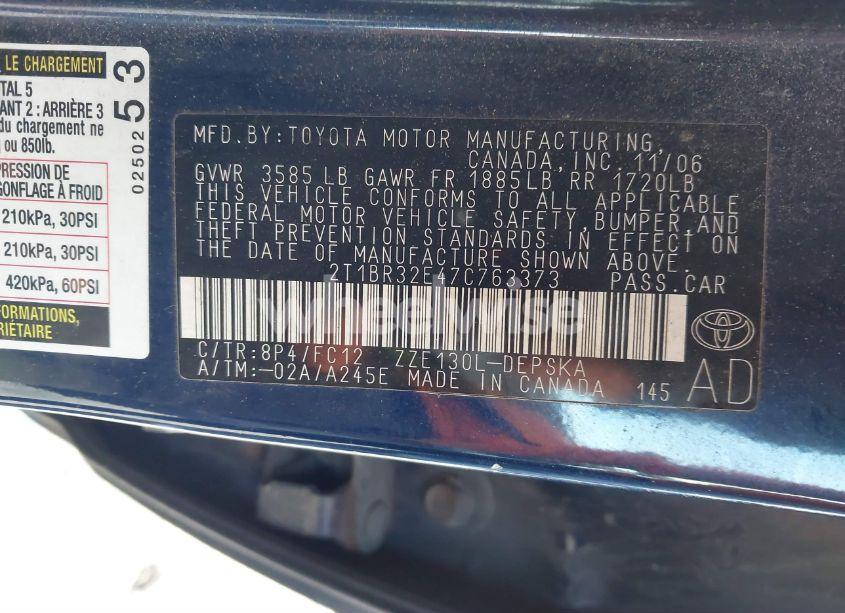 LE CHARGEMENT
TAL 5
ANT 2 : ARRIÈRE 3
du chargement ne
ou 850lb.
RESSION DE
GONFLAGE À FROID
210kPa, 30PSI
210kPa, 30PSI
420kPa, 60PSI
FORMATIONS,
RIÉTAIRE
0250253
MFD. BY: TOYOTA MOTOR MANUFACTURING,
CANADA, INC. 11/06
GVWR 3585 LB GAWR FR 1885LB RR 1720LB
THIS VEHICLE CONFORMS TO ALL APPLICABLE
FEDERAL MOTOR VEHICLE SAFETY, BUMPER, AND
THEFT PREVENTION STANDARDS IN EFFECT ON
THE DATE OF MANUFACTURE SHOWN ABOVE.
2T1BR32E47C763373 PASS. CAR
wheelwise
C/TR: 8P4/FC12 ZZE130L-DEPSKA
A/TM: -02A/A245E MADE IN CANADA 145
AD